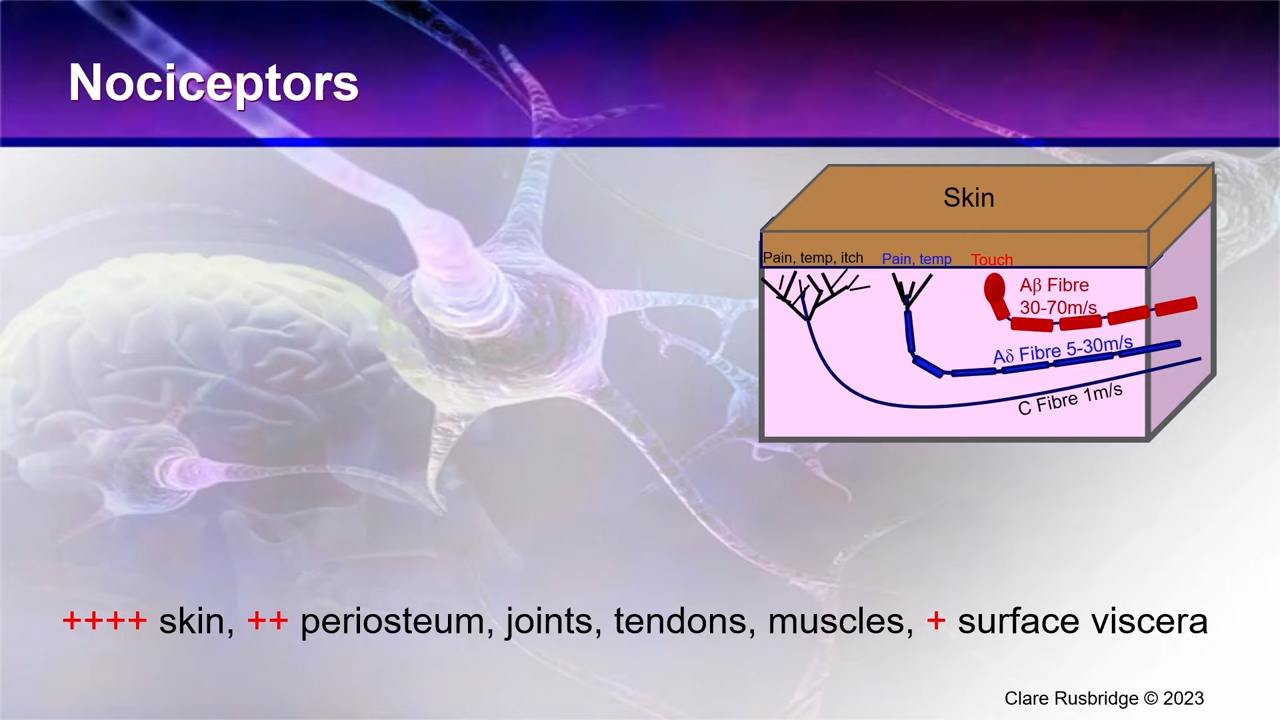 Nociceptors
Skin
Pain, temp, itch
Pain, temp
Touch
Aβ Fibre
30-70m/s
Aδ Fibre 5-30m/s
C Fibre 1m/s
++++ skin, ++ periosteum, joints, tendons, muscles, + surface viscera
Clare Rusbridge © 2023